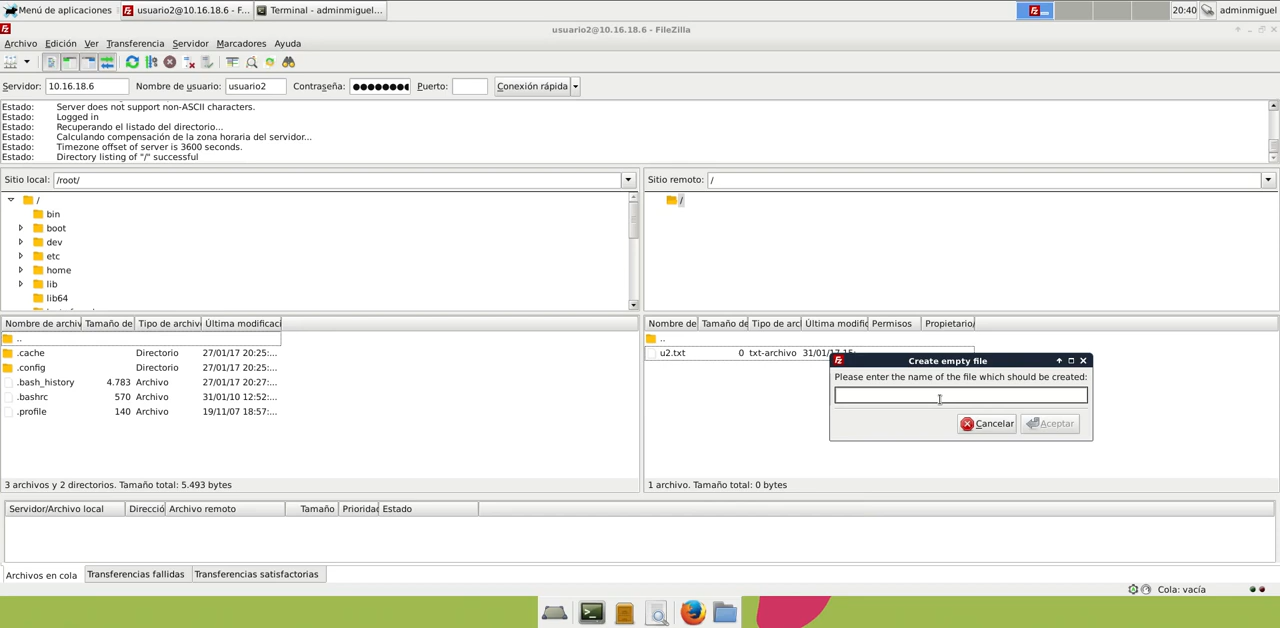 Menú de aplicaciones
usuario2@10.16.18.6 - F...
Terminal - adminmiguel...
20:40
adminmiguel
usuario2@10.16.18.6 - FileZilla
Archivo Edición Ver Transferencia Servidor Marcadores Ayuda
Servidor: 10.16.18.6 Nombre de usuario: usuario2 Contraseña: ●●●●●●●● Puerto: Conexión rápida
Estado: Server does not support non-ASCII characters.
Estado: Logged in
Estado: Recuperando el listado del directorio...
Estado: Calculando compensación de la zona horaria del servidor...
Estado: Timezone offset of server is 3600 seconds.
Estado: Directory listing of "/" successful
Sitio local: /root/
/
bin
boot
dev
etc
home
lib
lib64
Sitio remoto: /
/
Nombre de archiv Tamaño de Tipo de archiv Última modificaci
..
.cache Directorio 27/01/17 20:25:...
.config Directorio 27/01/17 20:25:...
.bash_history 4.783 Archivo 27/01/17 20:27:...
.bashrc 570 Archivo 31/01/10 12:52:...
.profile 140 Archivo 19/11/07 18:57:...
3 archivos y 2 directorios. Tamaño total: 5.493 bytes
Nombre de Tamaño de Tipo de arc Última modific Permisos Propietario/
..
u2.txt 0 txt-archivo 31/01/17 15:...
Create empty file
Please enter the name of the file which should be created:
Cancelar Aceptar
1 archivo. Tamaño total: 0 bytes
Servidor/Archivo local Direcció Archivo remoto Tamaño Prioridad Estado
Archivos en cola Transferencias fallidas Transferencias satisfactorias
Cola: vacía